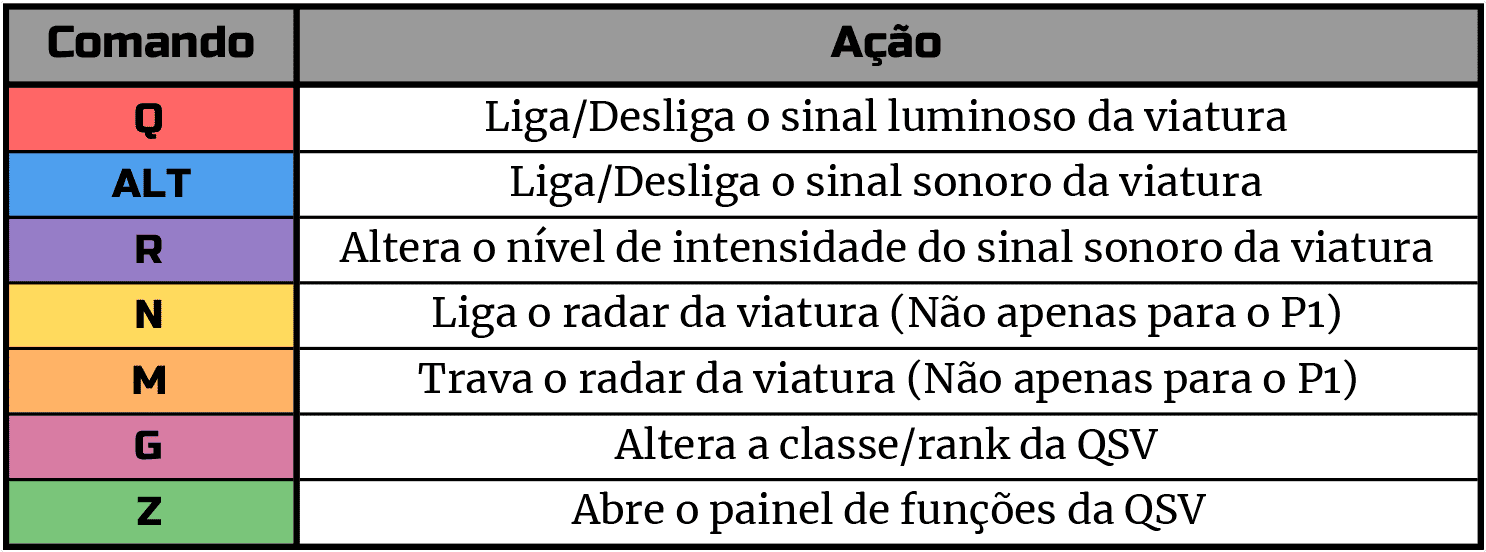 Comando Ação
Q Liga/Desliga o sinal luminoso da viatura
ALT Liga/Desliga o sinal sonoro da viatura
R Altera o nível de intensidade do sinal sonoro da viatura
N Liga o radar da viatura (Não apenas para o P1)
M Trava o radar da viatura (Não apenas para o P1)
G Altera a classe/rank da QSV
Z Abre o painel de funções da QSV